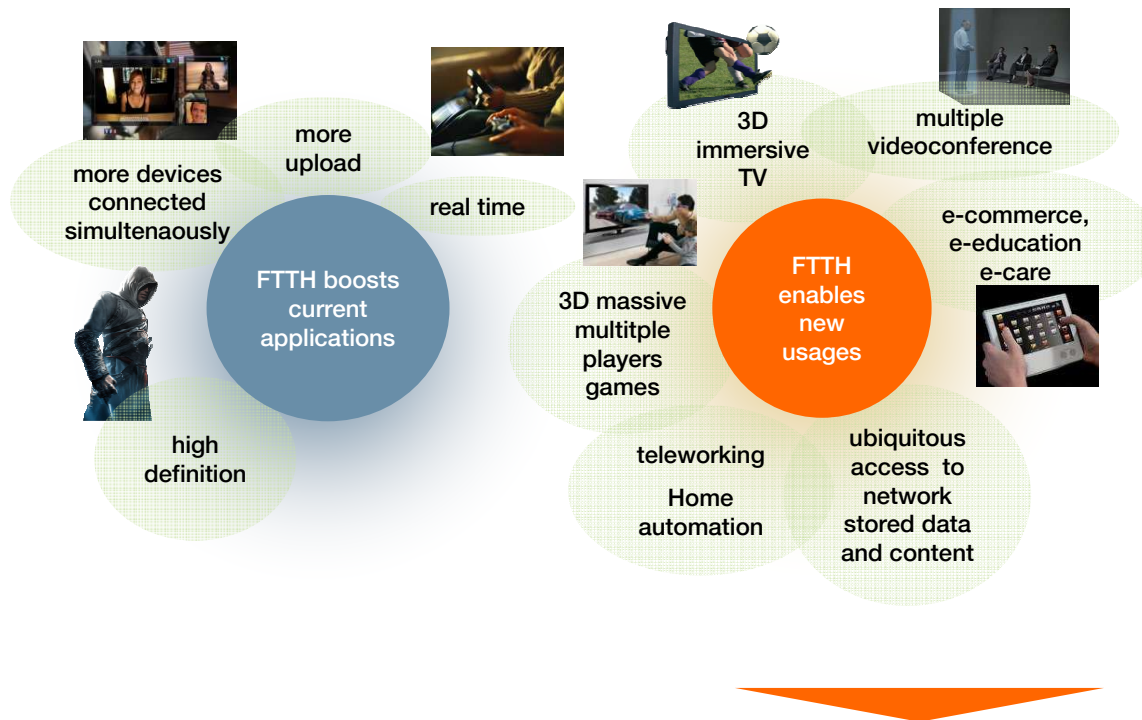 more
upload
more devices
connected
simultenaously
real time
FTTH boosts
current
applications
high
definition
3D
immersive
TV
multiple
videoconference
e-commerce,
e-education
e-care
FTTH
enables
new
usages
3D massive
multitple
players
games
teleworking
Home
automation
ubiquitous
access to
network
stored data
and content